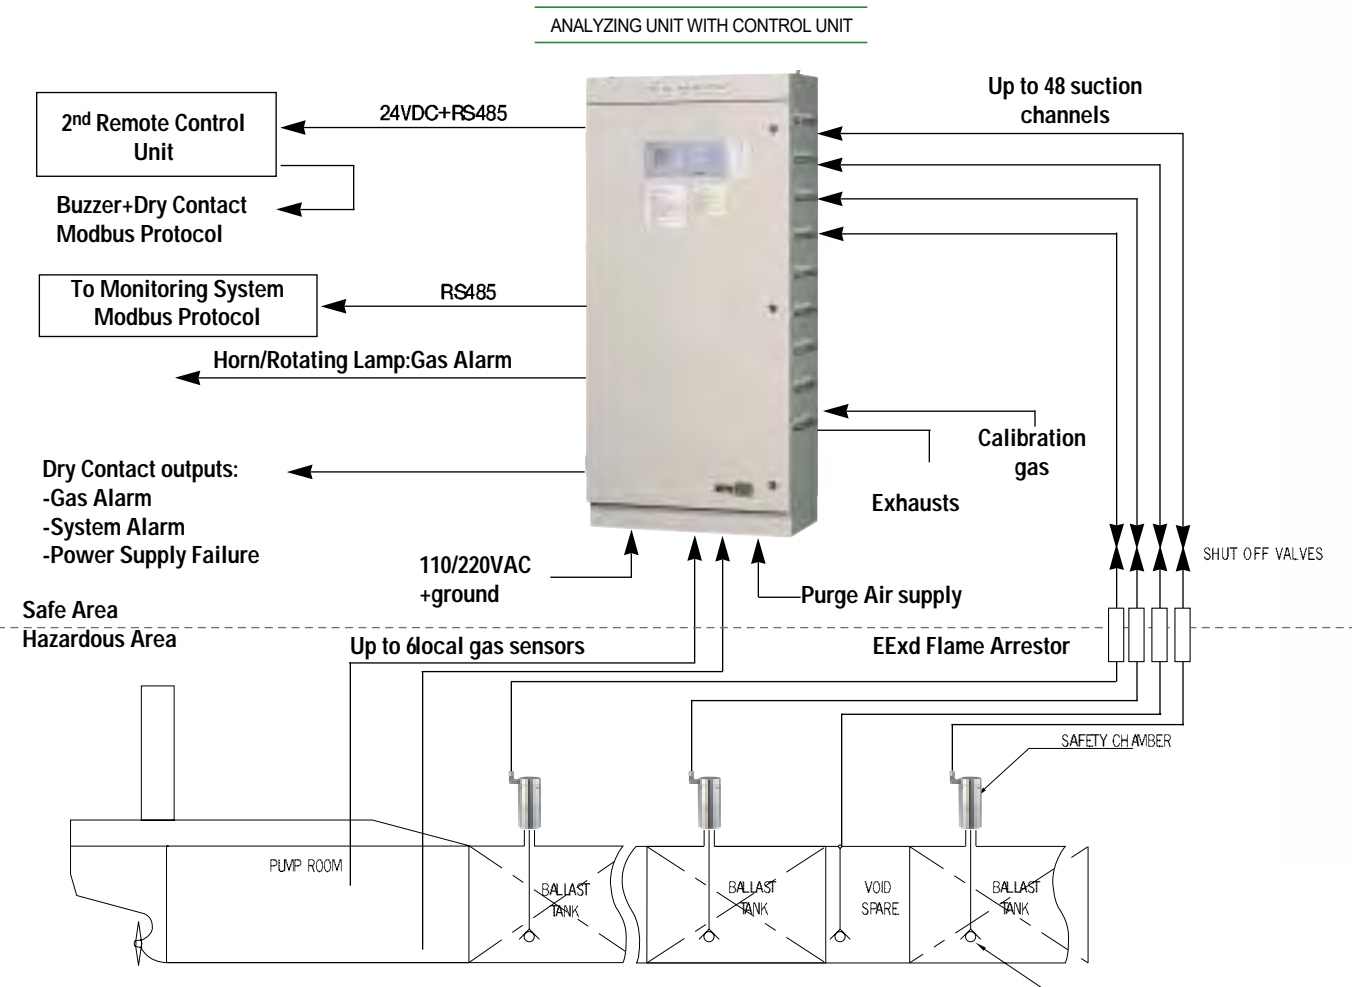 ANALYZING UNIT WITH CONTROL UNIT
Up to 48 suction
channels
24VDC+RS485
2nd Remote Control
Unit
Buzzer+Dry Contact
Modbus Protocol
RS485
To Monitoring System
Modbus Protocol
Horn/Rotating Lamp:Gas Alarm
Calibration
gas
Dry Contact outputs:
-Gas Alarm
-System Alarm
-Power Supply Failure
Exhausts
110/220VAC
+ground
SHUT OFF VALVES
Purge Air supply
Safe Area
Hazardous Area
Up to 6local gas sensors
EExd Flame Arrestor
SAFETY CHAMBER
PUMP ROOM
BALLAST
TANK
BALLAST
TANK
VOID
SPARE
BALLAST
TANK